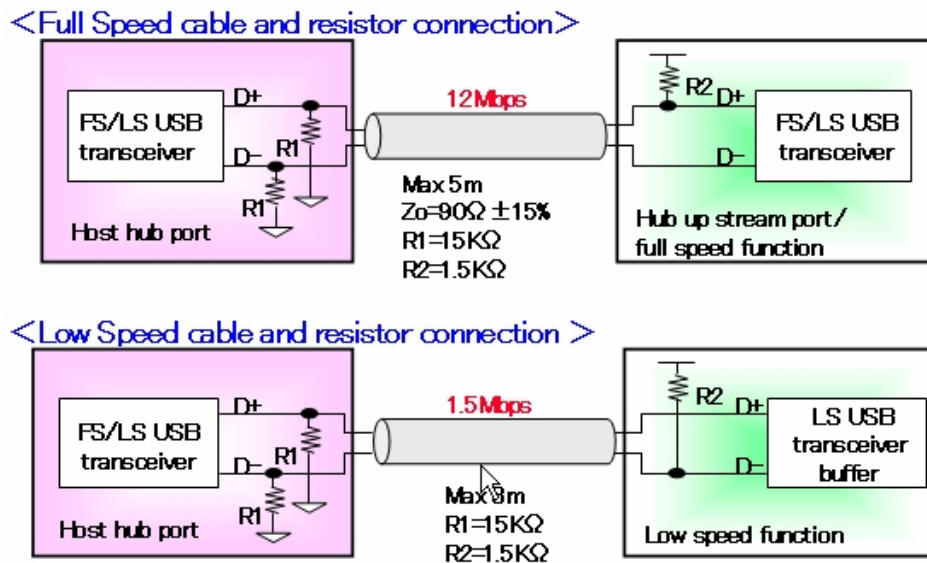 <Full Speed cable and resistor connection>
FS/LS USB
transceiver
D+
D-
R1
R1
Host hub port
12Mbps
Max 5m
Zo=90Ω ±15%
R1=15KΩ
R2=1.5KΩ
R2
D+
D-
FS/LS USB
transceiver
Hub up stream port/
full speed function
<Low Speed cable and resistor connection >
FS/LS USB
transceiver
D+
D-
R1
R1
Host hub port
1.5Mbps
Max 3m
R1=15KΩ
R2=1.5KΩ
R2
D+
D-
LS USB
transceiver
buffer
Low speed function